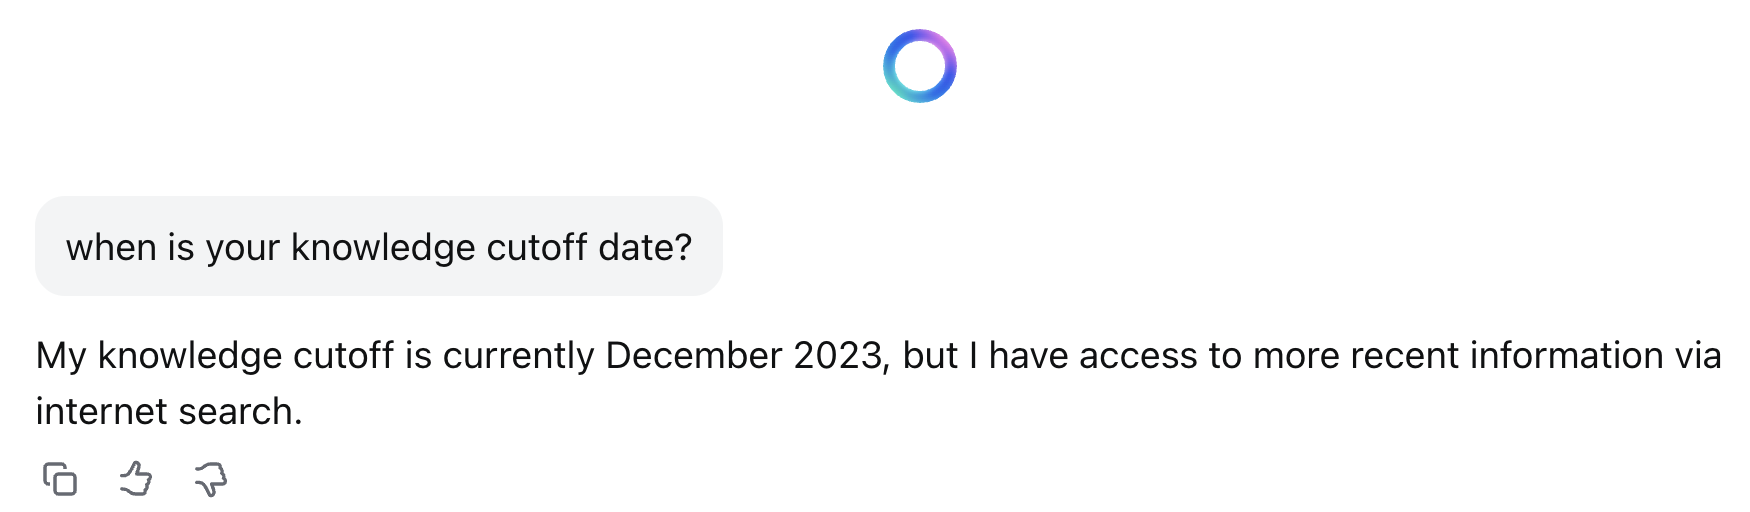 when is your knowledge cutoff date?
My knowledge cutoff is currently December 2023, but I have access to more recent information via
internet search.